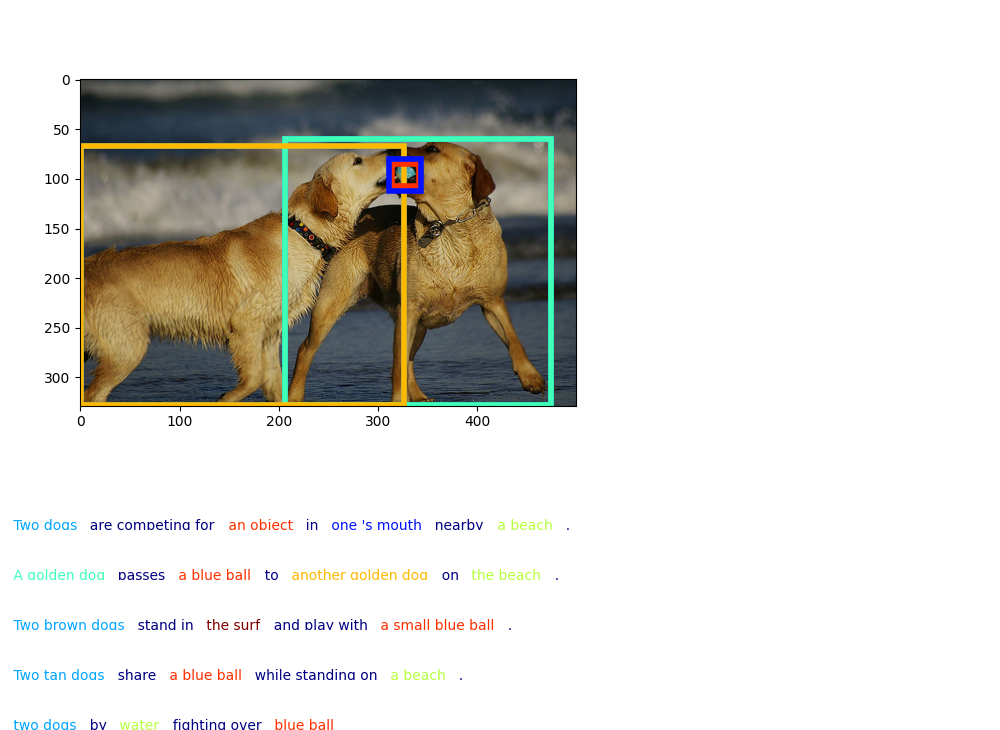 0
50
100
150
200
250
300
0 100 200 300 400
Two dogs are competing for an object in one 's mouth nearby a beach .
A golden dog passes a blue ball to another golden dog on the beach .
Two brown dogs stand in the surf and play with a small blue ball .
Two tan dogs share a blue ball while standing on a beach .
two dogs by water fighting over blue ball